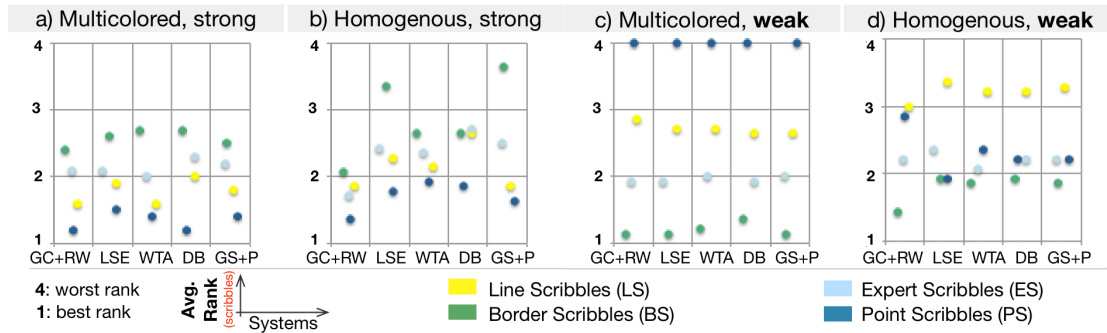 a) Multicolored, strong
b) Homogenous, strong
c) Multicolored, weak
d) Homogenous, weak
4
3
2
1
GC+RW LSE WTA DB GS+P
4
3
2
1
GC+RW LSE WTA DB GS+P
4
3
2
1
GC+RW LSE WTA DB GS+P
4
3
2
1
GC+RW LSE WTA DB GS+P
4: worst rank
1: best rank
Avg.
Rank
(scribbles)
Systems
Line Scribbles (LS)
Border Scribbles (BS)
Expert Scribbles (ES)
Point Scribbles (PS)